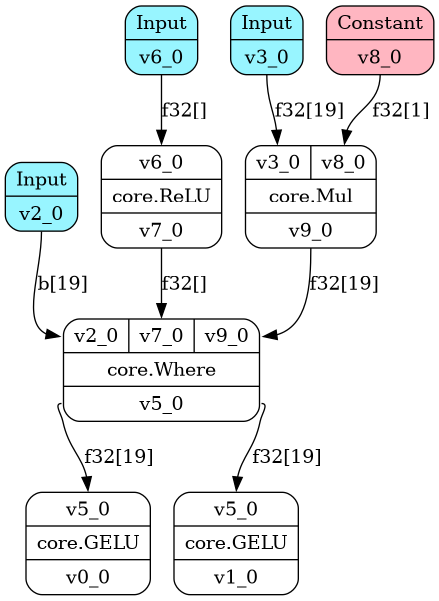 Input
v6_0
Input
v3_0
Constant
v8_0
f32[]
f32[19]
f32[1]
Input
v2_0
v6_0
core.ReLU
v7_0
v3_0 v8_0
core.Mul
v9_0
b[19]
f32[]
f32[19]
v2_0 v7_0 v9_0
core.Where
v5_0
f32[19]
f32[19]
v5_0
core.GELU
v0_0
v5_0
core.GELU
v1_0